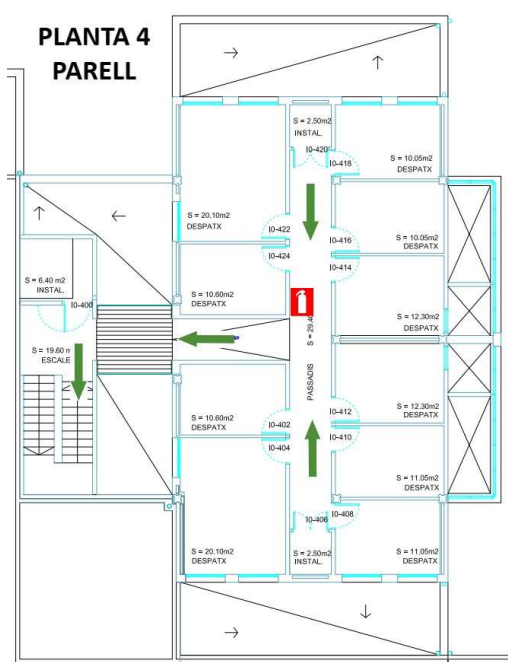 PLANTA 4
PARELL
S = 2.50m2
INSTAL.
I0-420
I0-418
S = 10.05m2
DESPATX
S = 20.10m2
DESPATX
I0-422
I0-416
S = 10.05m2
DESPATX
I0-424
I0-414
S = 6.40 m2
INSTAL.
I0-400
S = 10.60m2
DESPATX
S = 12.30m2
DESPATX
S = 29.4
PASSADIS
S = 19.60 m
ESCALE
S = 12.30m2
DESPATX
S = 10.60m2
DESPATX
I0-402
I0-412
I0-404
I0-410
S = 11.05m2
DESPATX
I0-406
I0-408
S = 20.10m2
DESPATX
S = 2.50m2
INSTAL.
S = 11.05m2
DESPATX